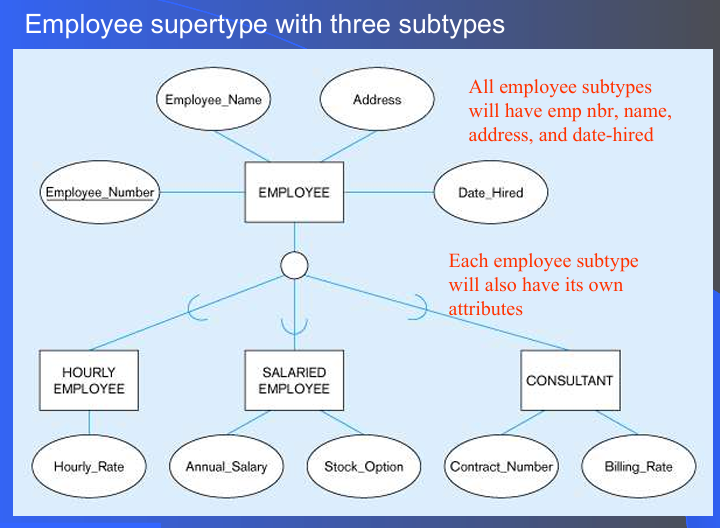 Employee supertype with three subtypes
Employee_Name
Address
All employee subtypes
will have emp nbr, name,
address, and date-hired
Employee_Number
EMPLOYEE
Date_Hired
Each employee subtype
will also have its own
attributes
HOURLY
EMPLOYEE
SALARIED
EMPLOYEE
CONSULTANT
Hourly_Rate
Annual_Salary
Stock_Option
Contract_Number
Billing_Rate